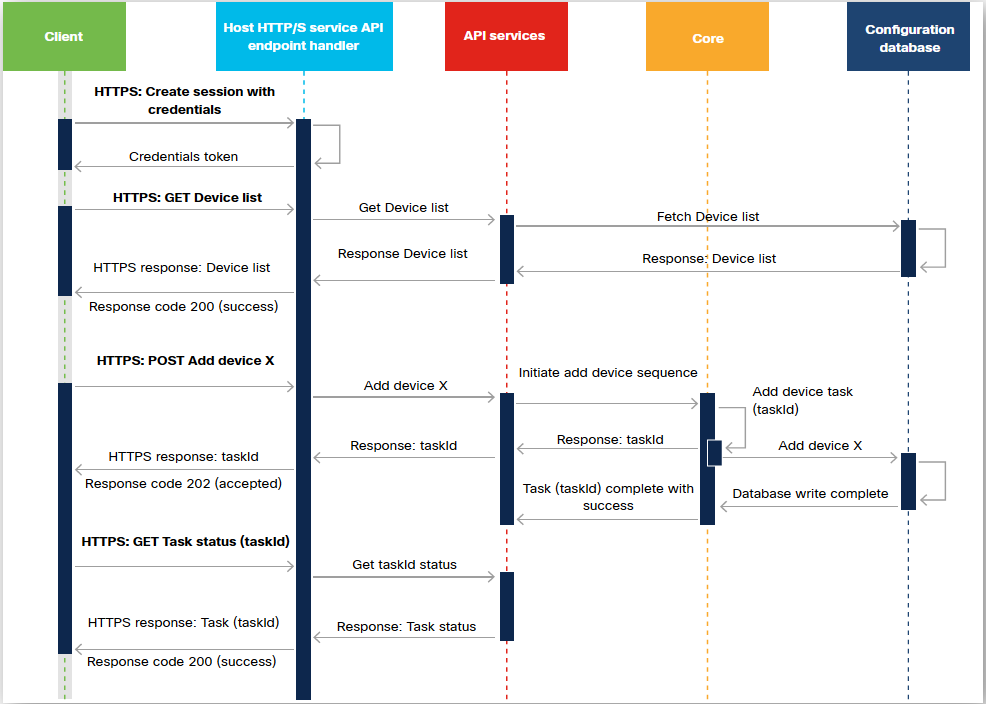 Client
Host HTTP/S service API
endpoint handler
API services
Core
Configuration
database
HTTPS: Create session with
credentials
Credentials token
HTTPS: GET Device list
Get Device list
Fetch Device list
Response Device list
Response: Device list
HTTPS response: Device list
Response code 200 (success)
HTTPS: POST Add device X
Add device X
Initiate add device sequence
Add device task
(taskId)
Response: taskId
Response: taskId
Add device X
HTTPS response: taskId
Response code 202 (accepted)
Task (taskId) complete with
success
Database write complete
HTTPS: GET Task status (taskId)
Get taskId status
HTTPS response: Task (taskId)
Response: Task status
Response code 200 (success)